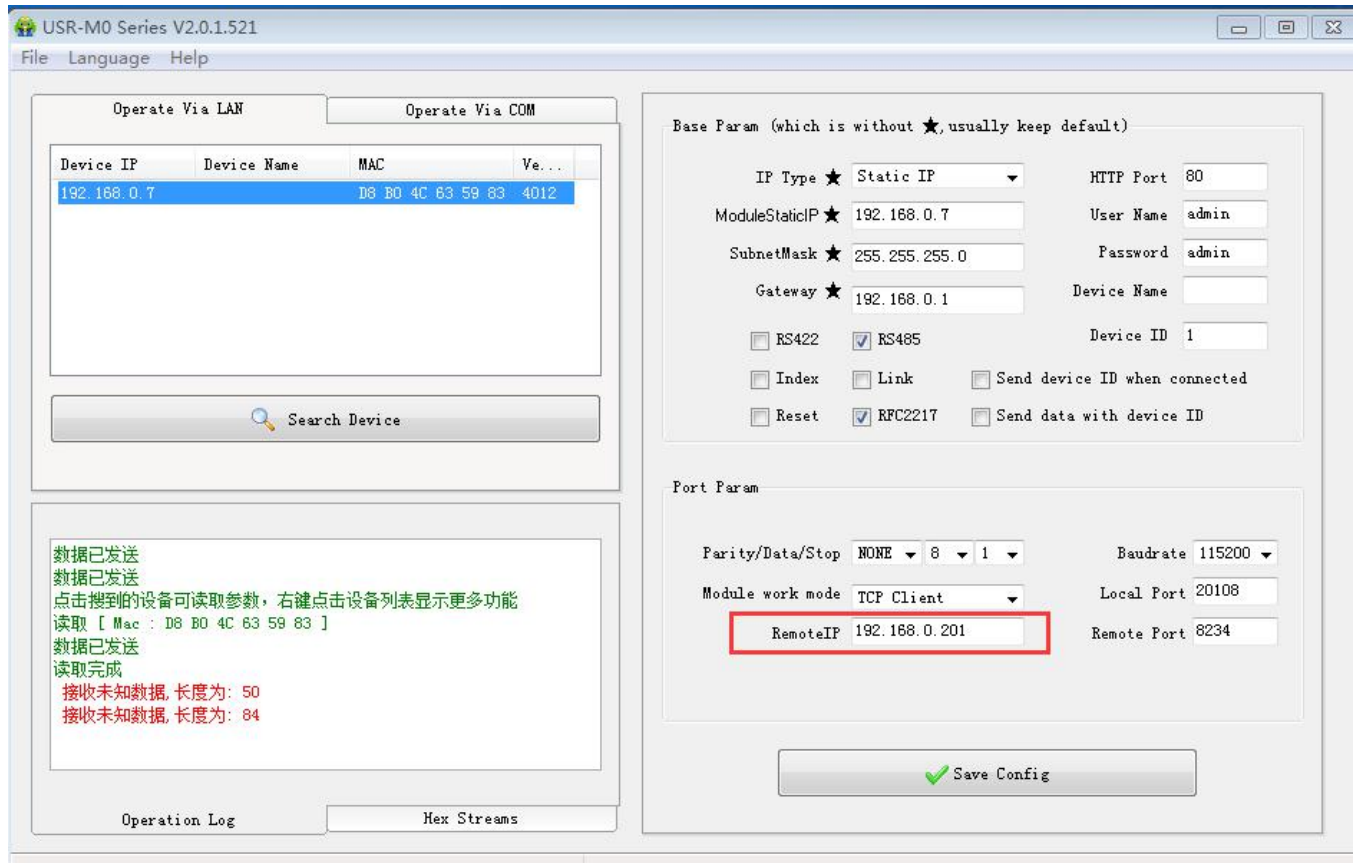 USR-M0 Series V2.0.1.521
File Language Help
Operate Via LAN Operate Via COM
Device IP Device Name MAC Ve...
192.168.0.7 D8 B0 4C 63 59 83 4012
Search Device
数据已发送
数据已发送
点击搜到的设备可读取参数，右键点击设备列表显示更多功能
读取 [ Mac : D8 B0 4C 63 59 83 ]
数据已发送
读取完成
接收未知数据,长度为: 50
接收未知数据,长度为: 84
Operation Log Hex Streams
Base Param (which is without ★,usually keep default)
IP Type ★ Static IP HTTP Port 80
ModuleStaticIP ★ 192.168.0.7 User Name admin
SubnetMask ★ 255.255.255.0 Password admin
Gateway ★ 192.168.0.1 Device Name
RS422 RS485 Device ID 1
Index Link Send device ID when connected
Reset RFC2217 Send data with device ID
Port Param
Parity/Data/Stop NONE 8 1 Baudrate 115200
Module work mode TCP Client Local Port 20108
RemoteIP 192.168.0.201 Remote Port 8234
Save Config